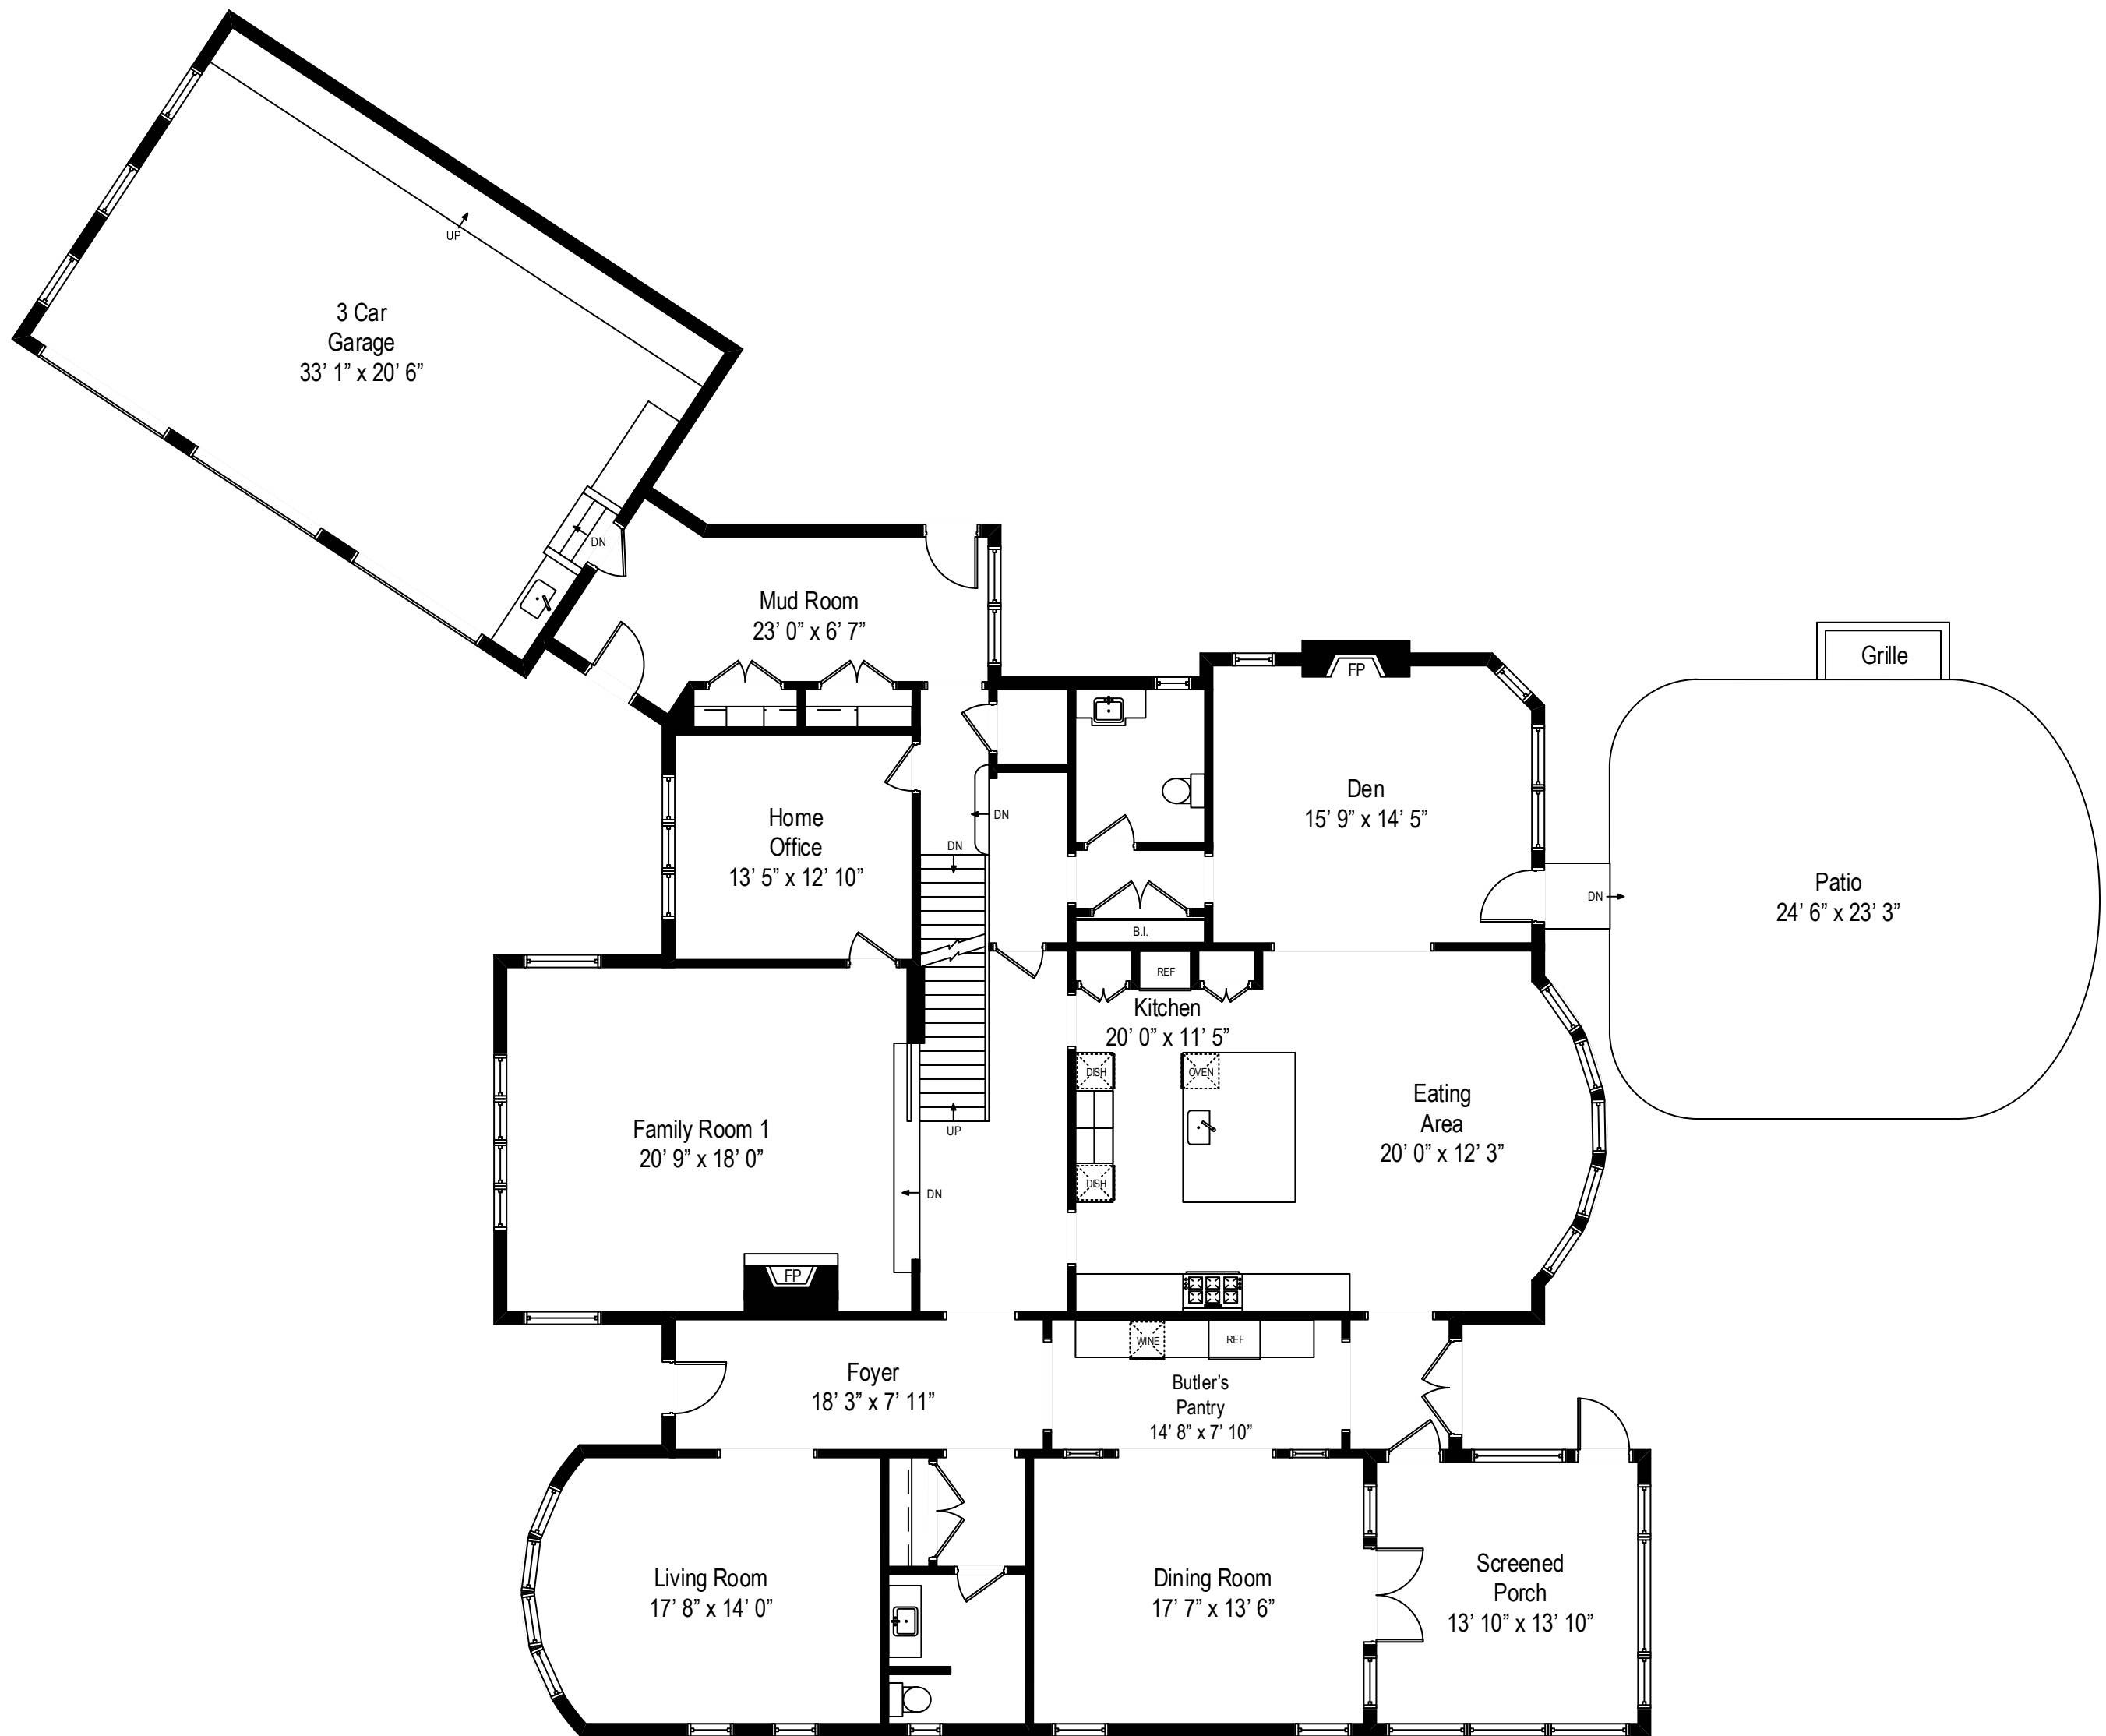 UP
3 Car
Garage
33’ 1” x 20’ 6”
DN
Mud Room
23’ 0” x 6’ 7”
FP
Grille
Den
15’ 9” x 14’ 5”
DN
Home
Office
13’ 5” x 12’ 10”
DN
Patio
24’ 6” x 23’ 3”
DN
B.I.
REF
Kitchen
20’ 0” x 11’ 5”
DISH
OVEN
Eating
Area
20’ 0” x 12’ 3”
Family Room 1
20’ 9” x 18’ 0”
UP
DISH
DN
FP
WINE
REF
Foyer
18’ 3” x 7’ 11”
Butler’s
Pantry
14’ 8” x 7’ 10”
Living Room
17’ 8” x 14’ 0”
Dining Room
17’ 7” x 13’ 6”
Screened
Porch
13’ 10” x 13’ 10”